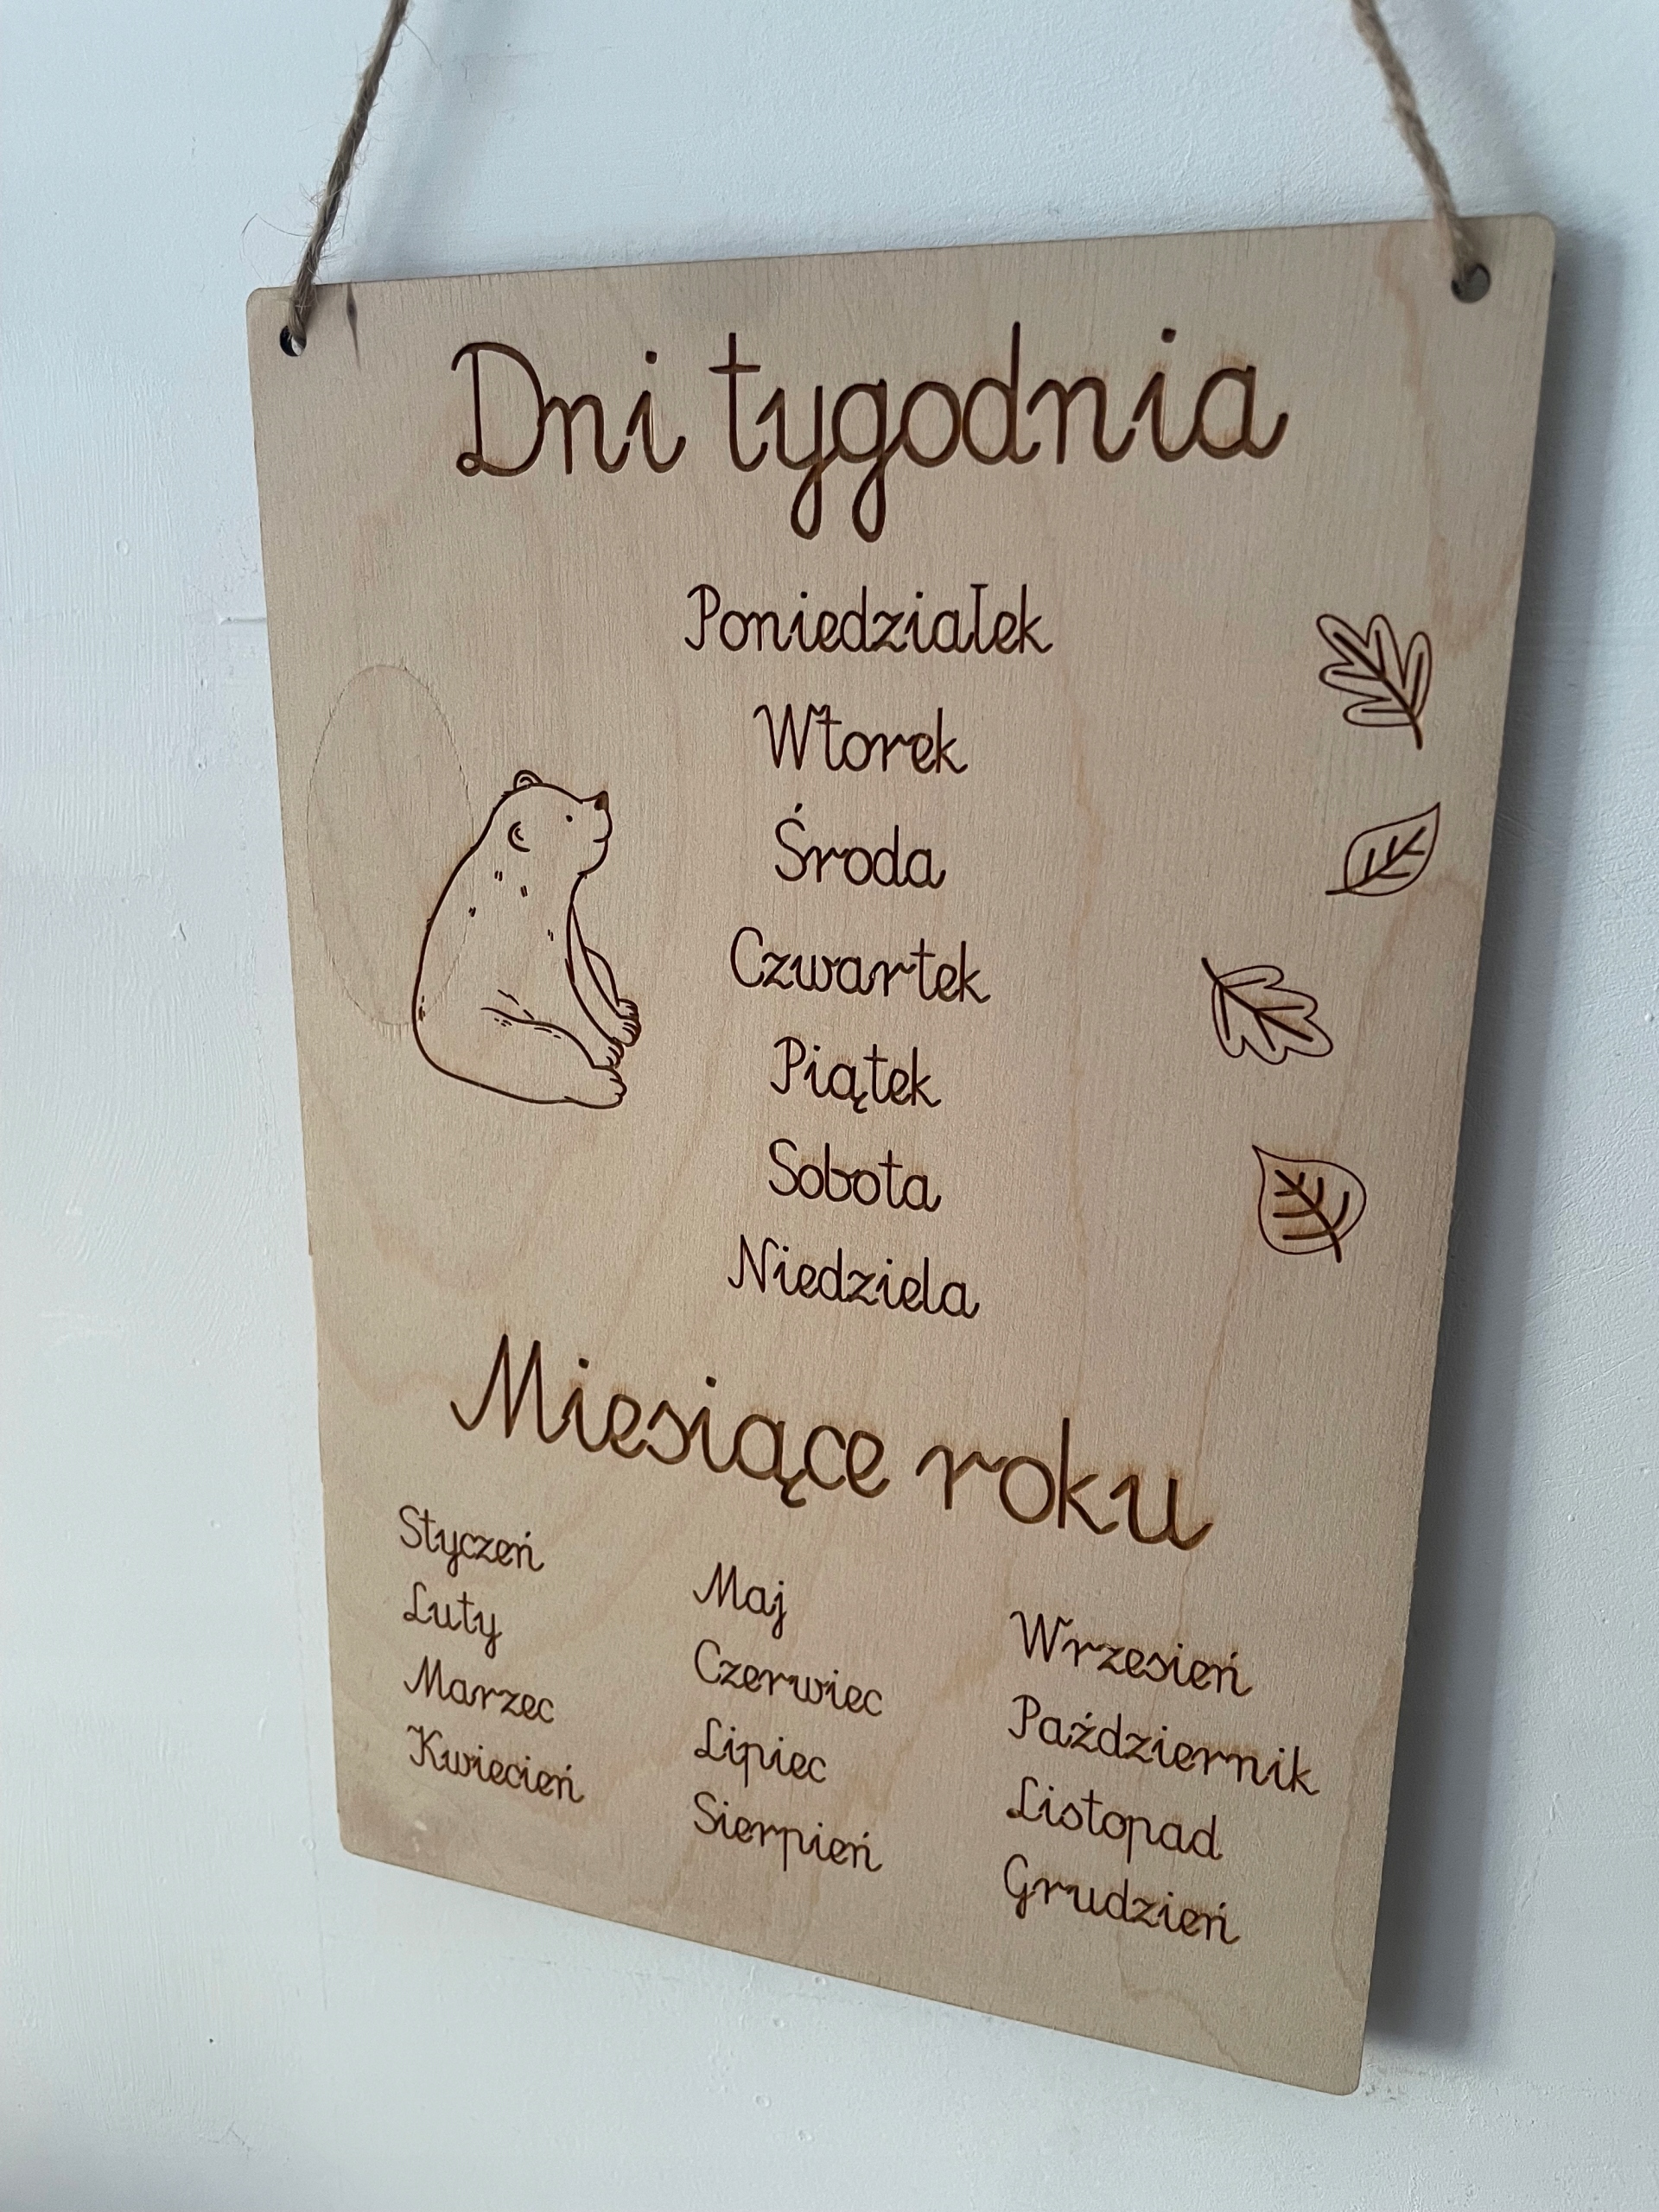 Dni tygodnia
Poniedziałek
Wtorek
Środa
Czwartek
Piątek
Sobota
Niedziela
Miesiące roku
Styczeń
Luty
Marzec
Kwiecień
Maj
Czerwiec
Lipiec
Sierpień
Wrzesień
Październik
Listopad
Grudzień